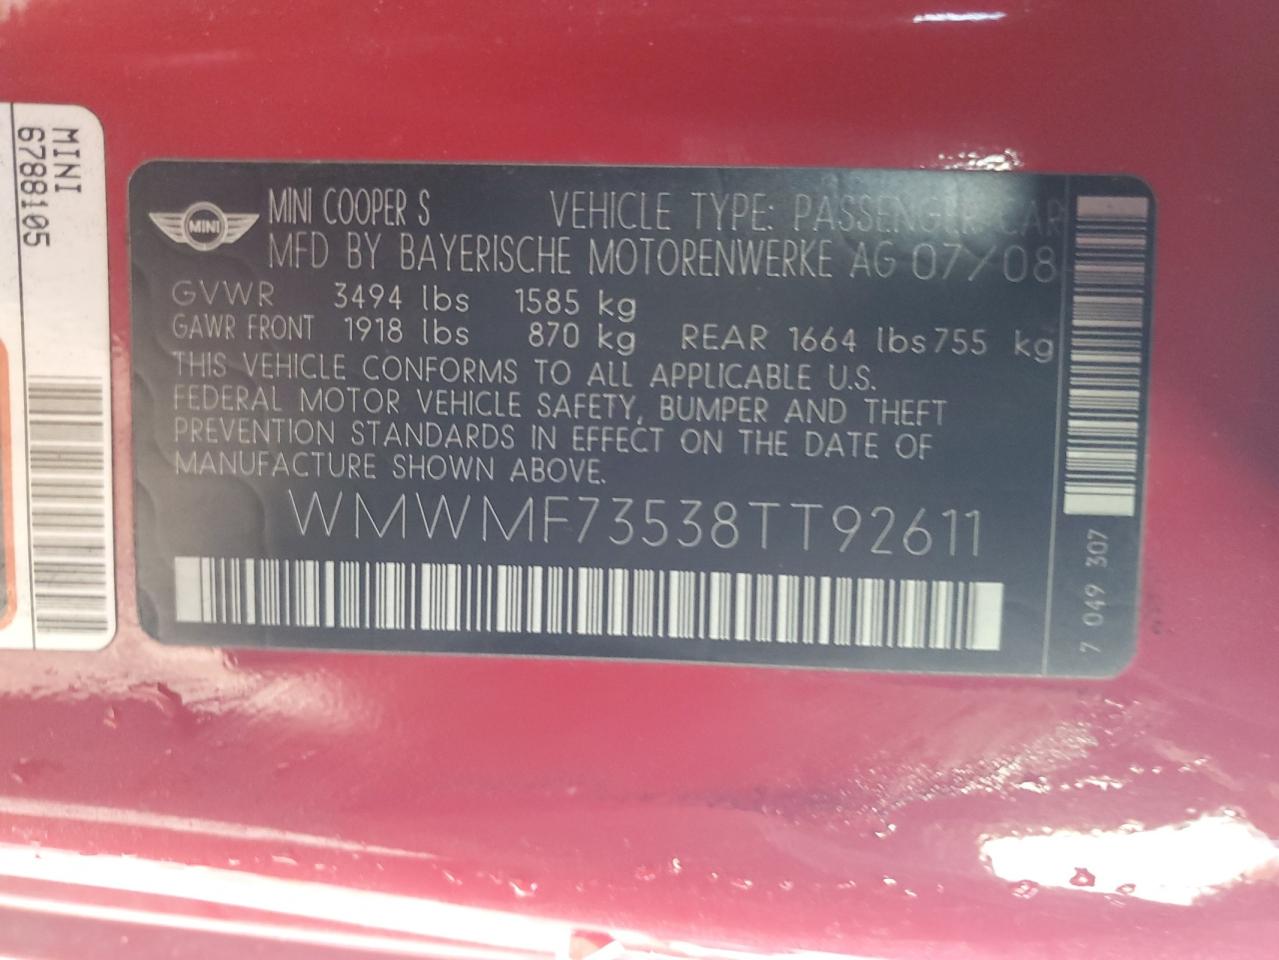 MINI
6788105
MINI
MINI COOPER S VEHICLE TYPE: PASSENGER CAR
MFD BY BAYERISCHE MOTORENWERKE AG 07/08
GVWR 3494 lbs 1585 kg
GAWR FRONT 1918 lbs 870 kg REAR 1664 lbs 755 kg
THIS VEHICLE CONFORMS TO ALL APPLICABLE U.S.
FEDERAL MOTOR VEHICLE SAFETY, BUMPER AND THEFT
PREVENTION STANDARDS IN EFFECT ON THE DATE OF
MANUFACTURE SHOWN ABOVE.
WMWMF73538TT92611
7 049 307